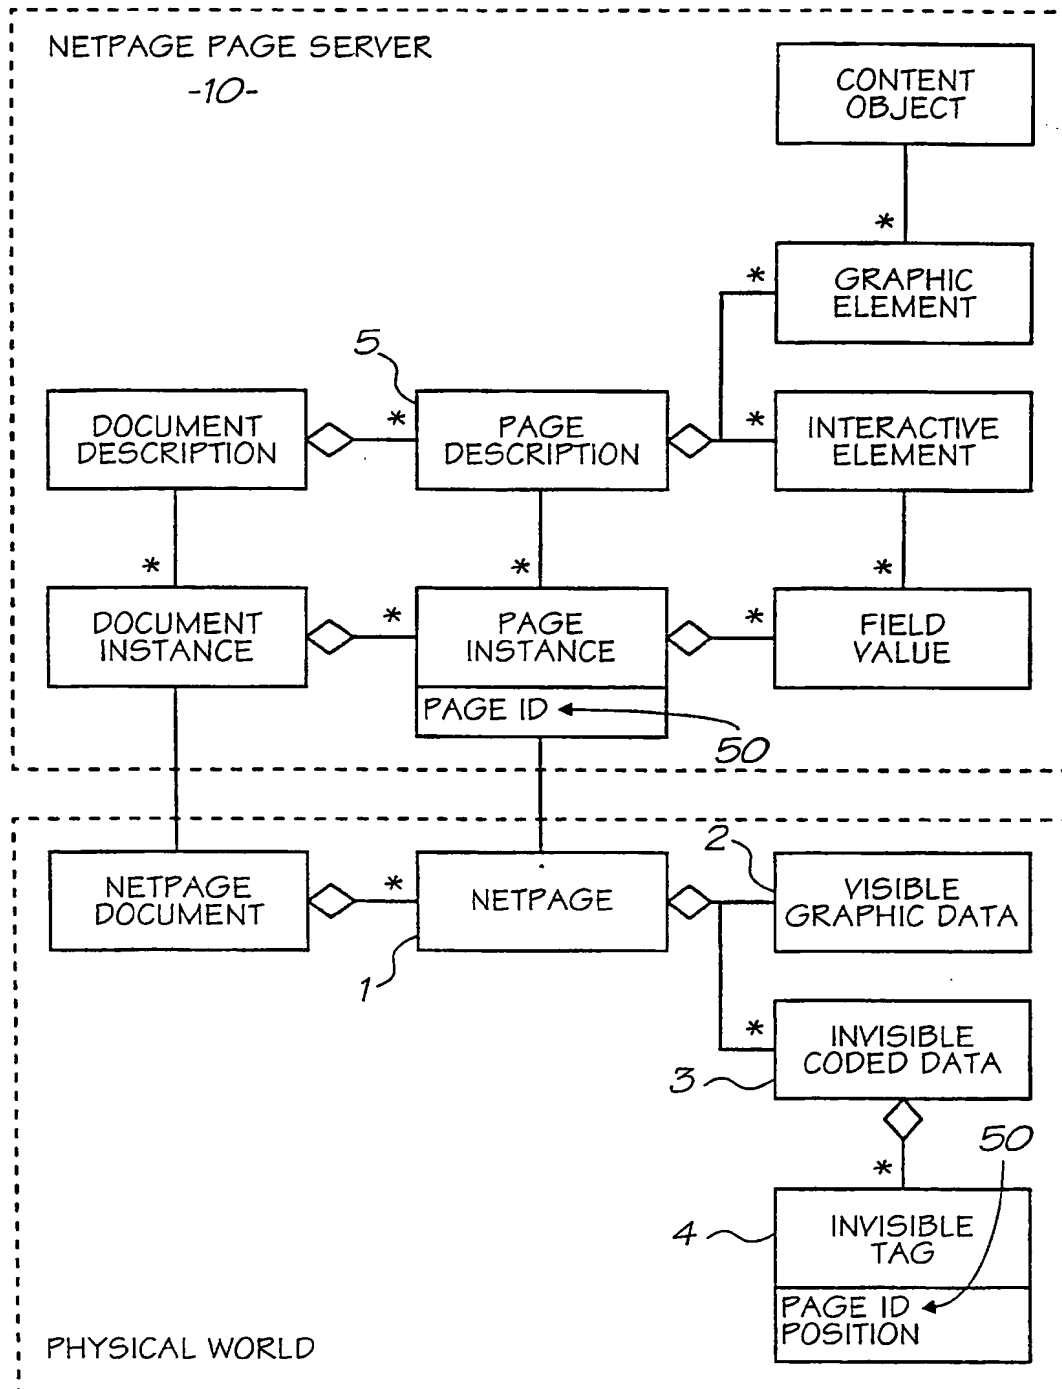 NETPAGE PAGE SERVER
-10-
CONTENT
OBJECT
*
*
GRAPHIC
ELEMENT
5
DOCUMENT
DESCRIPTION
*
PAGE
DESCRIPTION
*
INTERACTIVE
ELEMENT
*
*
*
DOCUMENT
INSTANCE
*
PAGE
INSTANCE
*
FIELD
VALUE
PAGE ID
50
2
NETPAGE
DOCUMENT
*
NETPAGE
VISIBLE
GRAPHIC DATA
1
*
INVISIBLE
CODED DATA
3
50
*
4
INVISIBLE
TAG
PAGE ID
POSITION
PHYSICAL WORLD